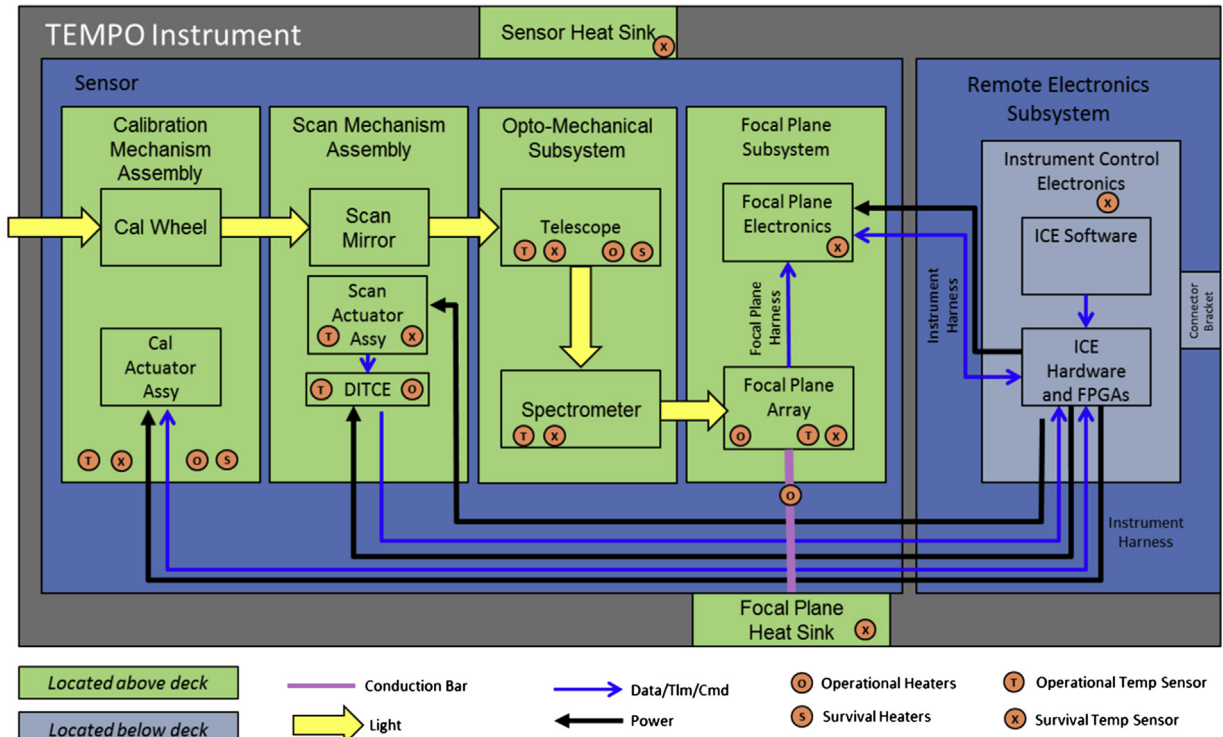 TEMPO Instrument
Sensor Heat Sink
X
Sensor
Remote Electronics
Subsystem
Calibration
Mechanism
Assembly
Cal Wheel
Cal
Actuator
Assy
T X O S
Scan Mechanism
Assembly
Scan
Mirror
Scan
Actuator
Assy
T X
T DITCE O
Opto-Mechanical
Subsystem
Telescope
T X O S
Spectrometer
T X
Focal Plane
Subsystem
Focal Plane
Electronics
X
Focal Plane
Harness
Focal Plane
Array
O T X
O
Instrument
Harness
Instrument Control
Electronics
X
ICE Software
ICE
Hardware
and FPGAs
Connector
Bracket
Instrument
Harness
Focal Plane
Heat Sink
X
Located above deck
Located below deck
Conduction Bar
Light
Data/Tlm/Cmd
Power
O Operational Heaters
S Survival Heaters
T Operational Temp Sensor
X Survival Temp Sensor